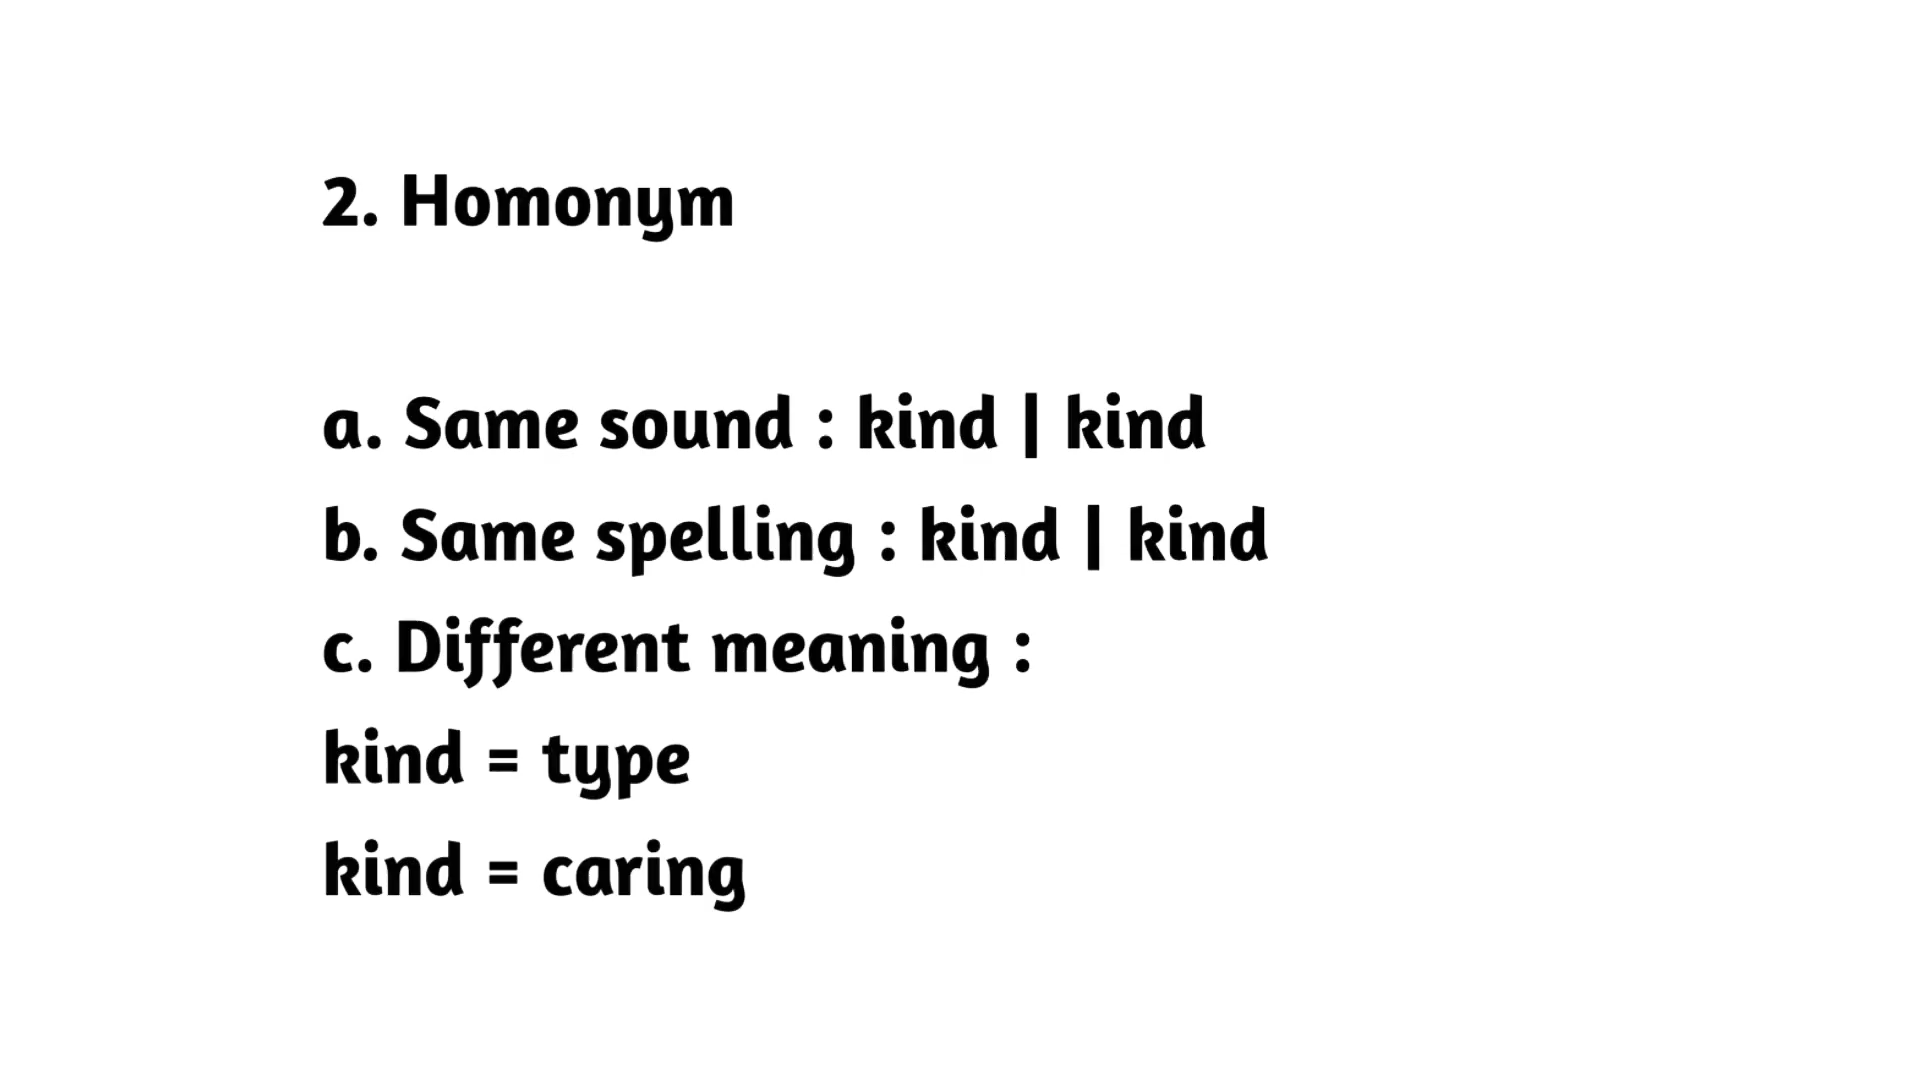 2. Homonym
a. Same sound : kind | kind
b. Same spelling : kind | kind
c. Different meaning :
kind = type
kind = caring